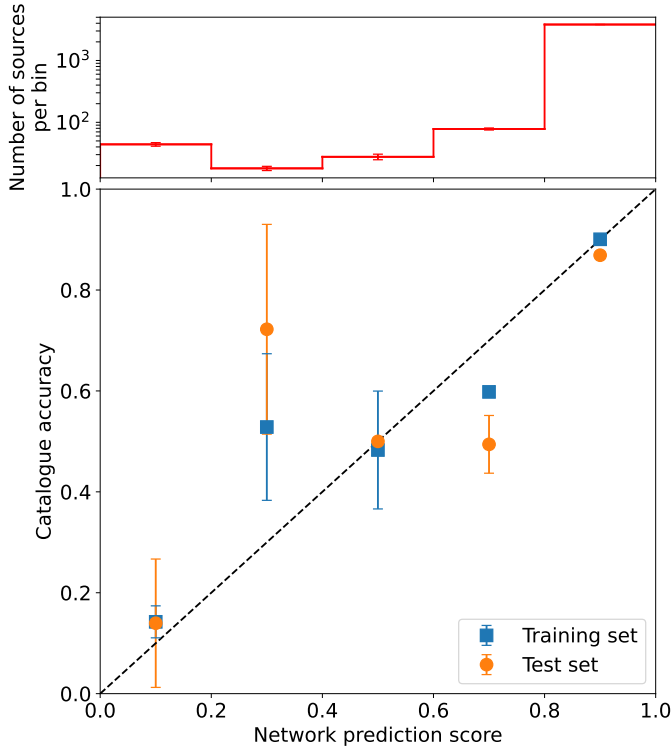 Number of sources
per bin
10³
10²
Catalogue accuracy
1.0
0.8
0.6
0.4
0.2
0.0
Training set
Test set
0.0 0.2 0.4 0.6 0.8 1.0
Network prediction score